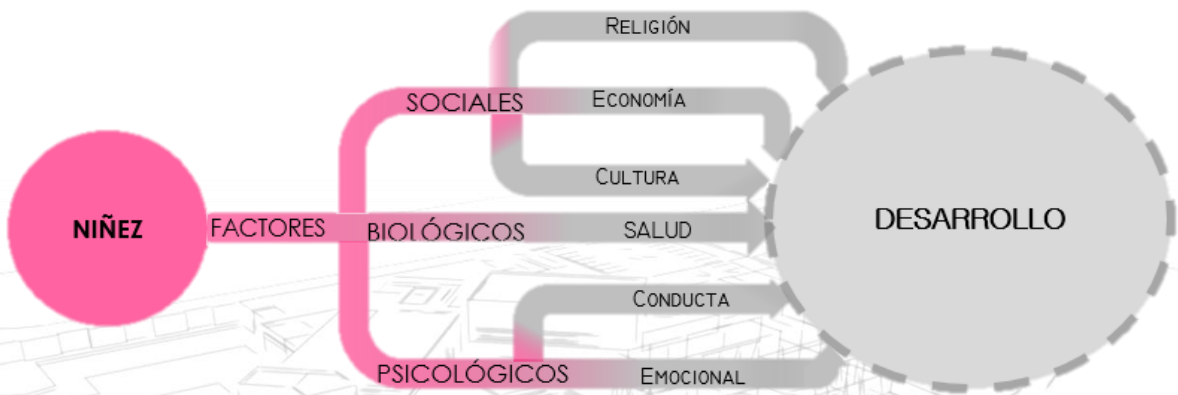 NIÑEZ
FACTORES
SOCIALES
RELIGIÓN
ECONOMÍA
CULTURA
BIOLÓGICOS
SALUD
PSICOLÓGICOS
CONDUCTA
EMOCIONAL
DESARROLLO